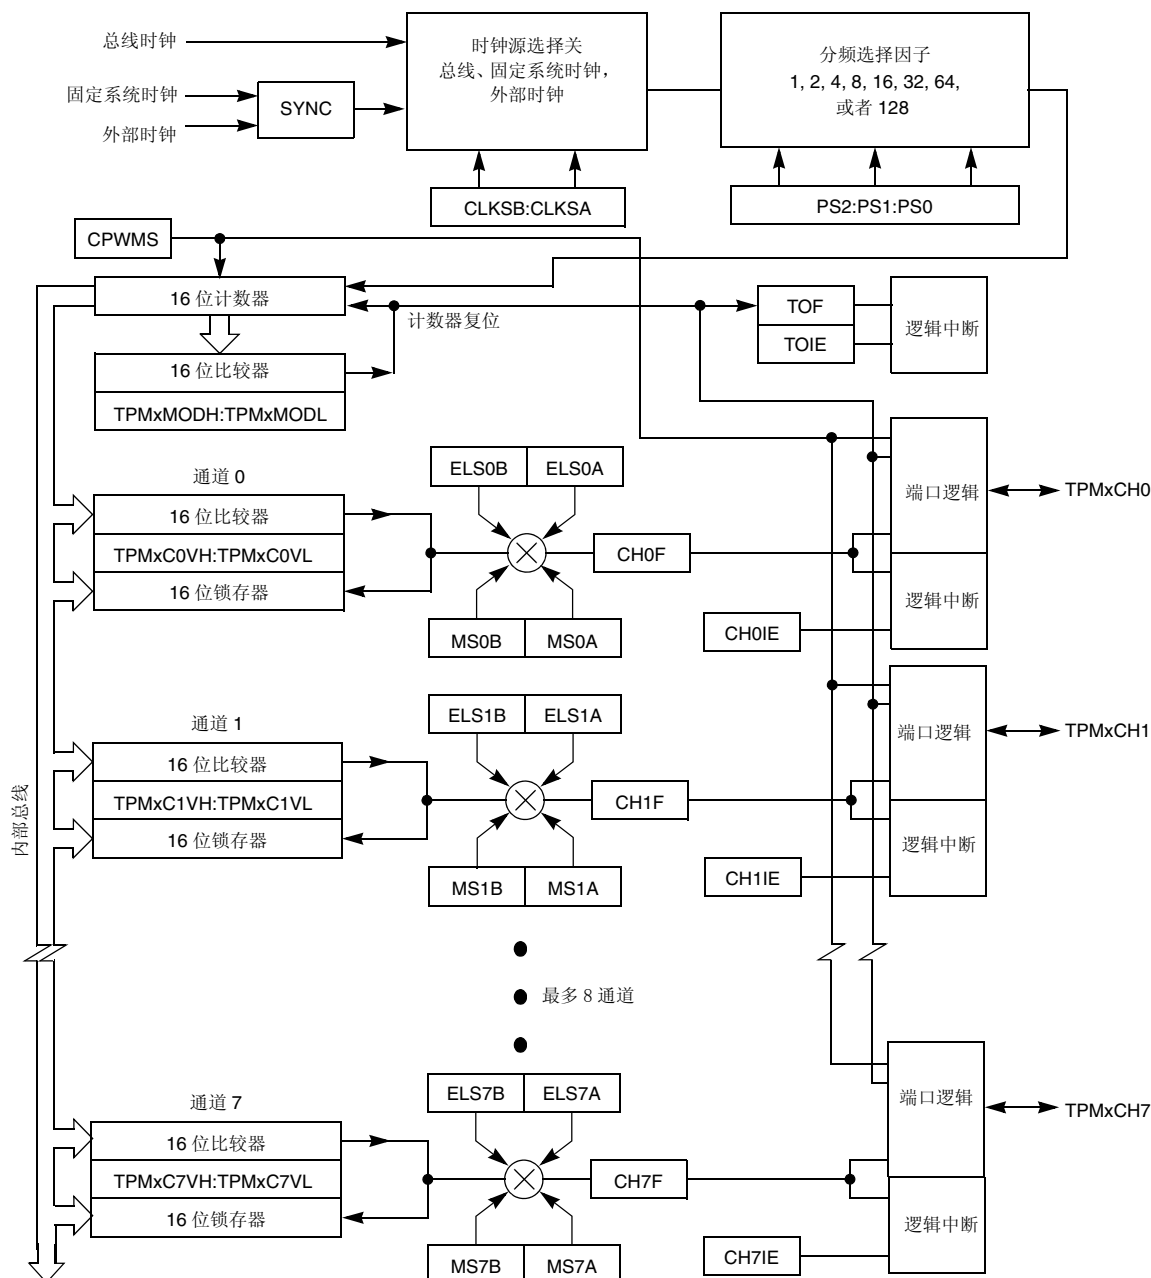 总线时钟
固定系统时钟
外部时钟
SYNC
时钟源选择关
总线、固定系统时钟，
外部时钟
分频选择因子
1, 2, 4, 8, 16, 32, 64,
或者 128
CLKSB:CLKSA
PS2:PS1:PS0
CPWMS
16 位计数器
计数器复位
TOF
TOIE
逻辑中断
16 位比较器
TPMxMODH:TPMxMODL
通道 0
16 位比较器
TPMxC0VH:TPMxC0VL
16 位锁存器
ELS0B
ELS0A
CH0F
MS0B
MS0A
CH0IE
端口逻辑
逻辑中断
TPMxCH0
通道 1
16 位比较器
TPMxC1VH:TPMxC1VL
16 位锁存器
ELS1B
ELS1A
CH1F
MS1B
MS1A
CH1IE
端口逻辑
逻辑中断
TPMxCH1
内部总线
最多 8 通道
通道 7
16 位比较器
TPMxC7VH:TPMxC7VL
16 位锁存器
ELS7B
ELS7A
CH7F
MS7B
MS7A
CH7IE
端口逻辑
逻辑中断
TPMxCH7